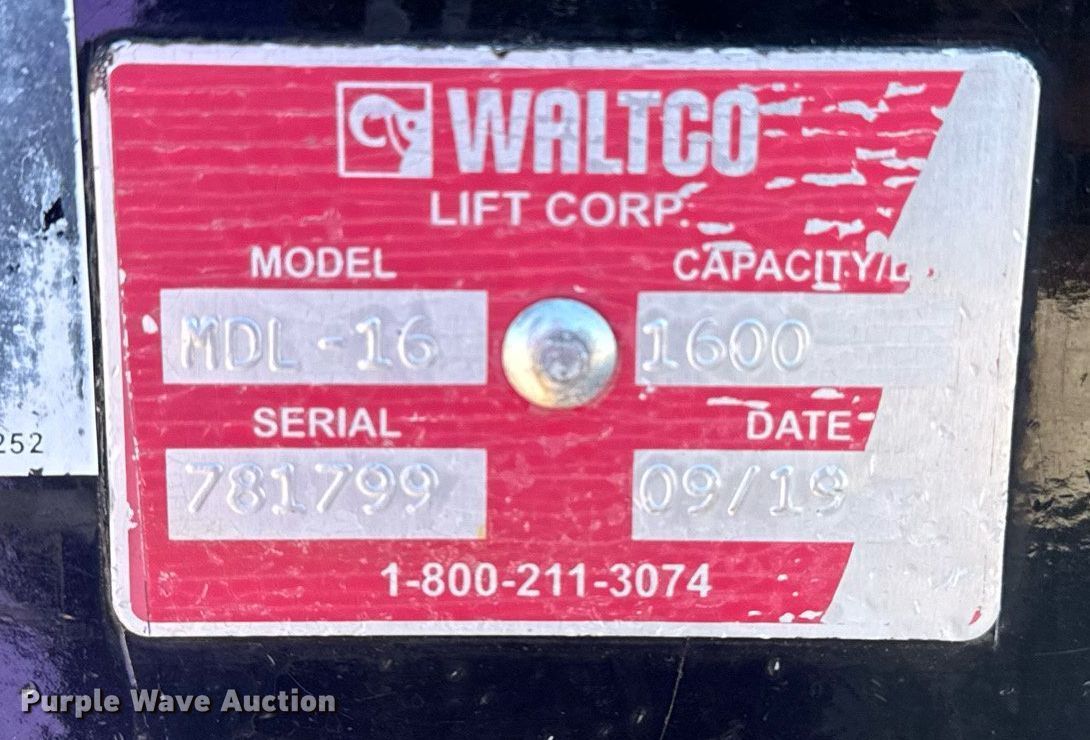 WALTCO
LIFT CORP.
MODEL
CAPACITY/L
MDL-16
1600
SERIAL
DATE
781799
09/19
1-800-211-3074
252
Purple Wave Auction